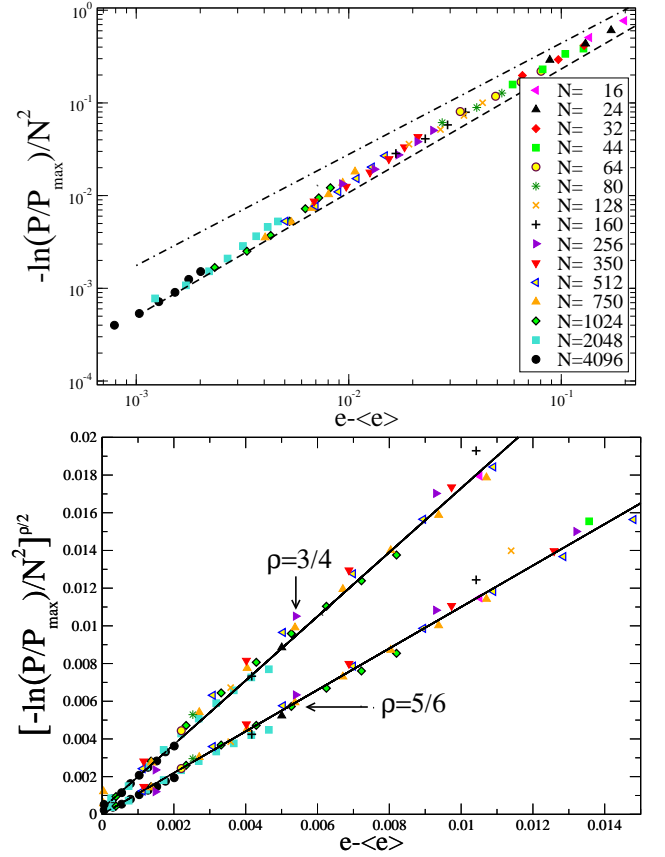 -ln(P/P_max)/N^2
10^0
10^-1
10^-2
10^-3
10^-4
10^-3
10^-2
10^-1
e-<e>
N= 16
N= 24
N= 32
N= 44
N= 64
N= 80
N= 128
N= 160
N= 256
N= 350
N= 512
N= 750
N=1024
N=2048
N=4096
[-ln(P/P_max)/N^2]^ρ/2
0.02
0.018
0.016
0.014
0.012
0.01
0.008
0.006
0.004
0.002
0
ρ=3/4
ρ=5/6
0
0.002
0.004
0.006
0.008
0.01
0.012
0.014
e-<e>